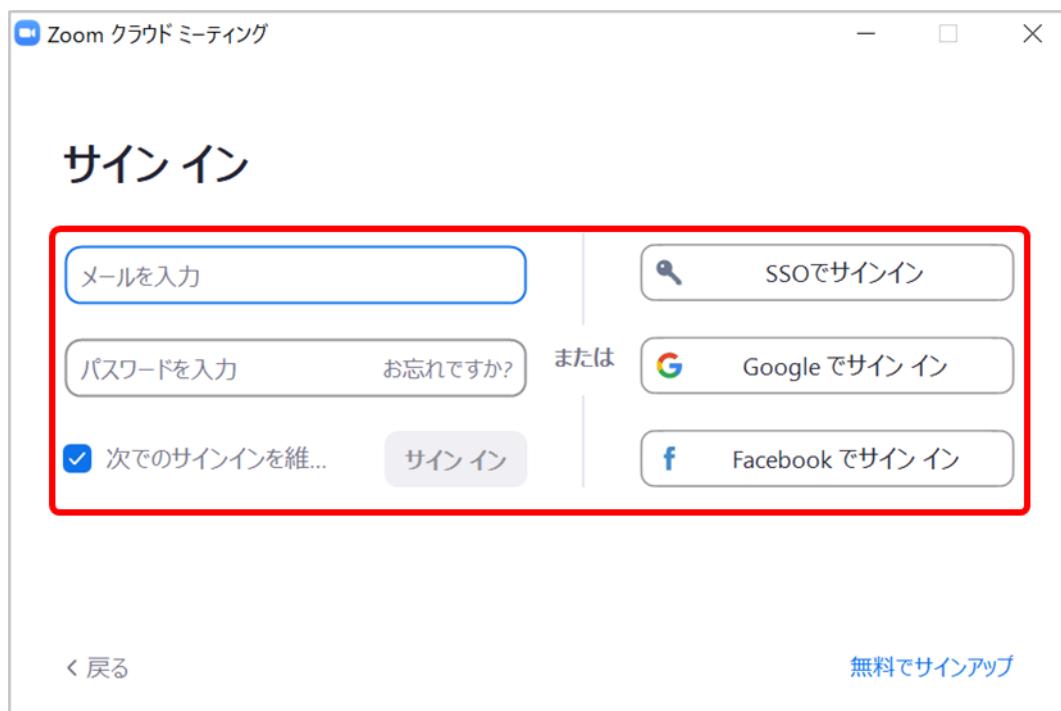 Zoom クラウド ミーティング
サイン イン
メールを入力
パスワードを入力 お忘れですか?
次でのサインインを維...
サイン イン
または
SSOでサインイン
Google でサイン イン
Facebook でサイン イン
戻る
無料でサインアップ